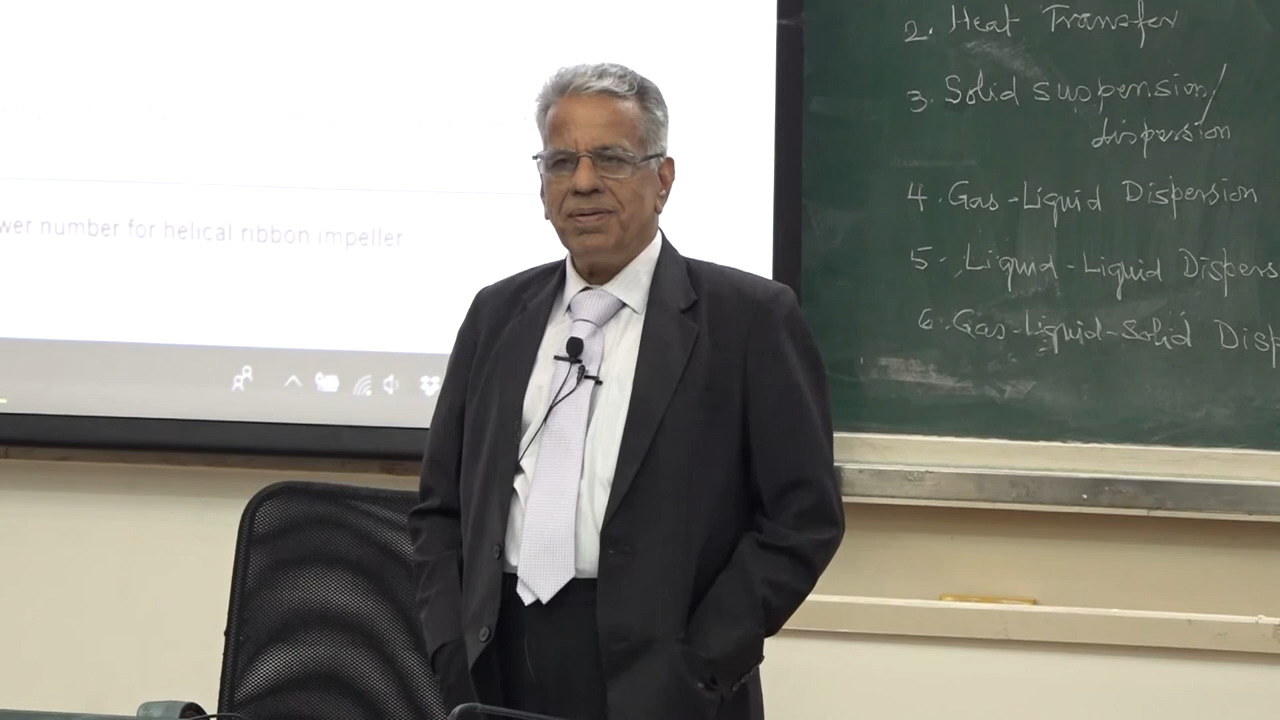 wer number for helical ribbon impeller
2. Heat Transfer
3. Solid suspension/
dispersion
4. Gas-Liquid Dispersion
5. Liquid-Liquid Dispers
6. Gas-Liquid-Solid Disp